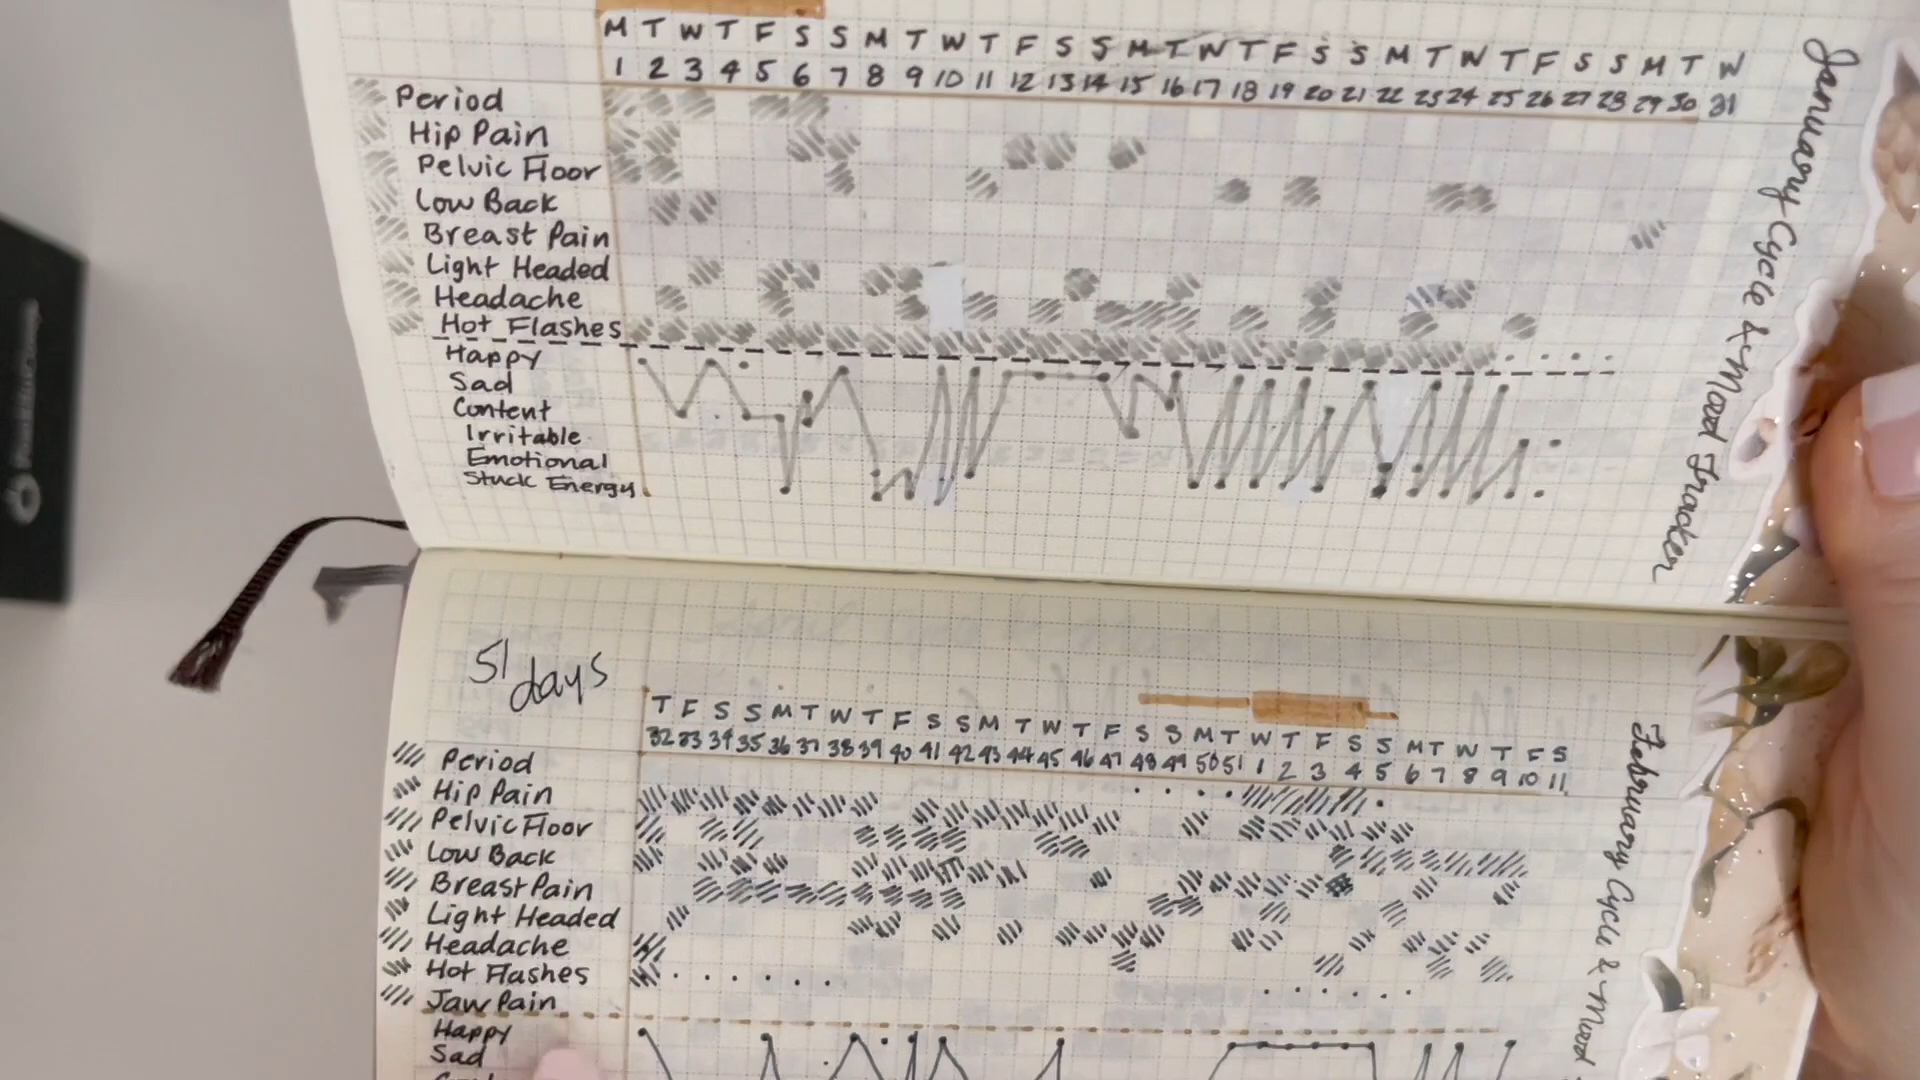 M T W T F S S M T W T F S S M T W T F S S M T W T F S S M T W
1 2 3 4 5 6 7 8 9 10 11 12 13 14 15 16 17 18 19 20 21 22 23 24 25 26 27 28 29 30 31
Period
Hip Pain
Pelvic Floor
Low Back
Breast Pain
Light Headed
Headache
Hot Flashes
Happy
Sad
Content
Irritable
Emotional
Stuck Energy
January Cycle & Mood Tracker
51 days
T F S S M T W T F S S M T W T F S S M T W T F S S M T W T F S
32 33 34 35 36 37 38 39 40 41 42 43 44 45 46 47 48 49 50 51 1 2 3 4 5 6 7 8 9 10 11
Period
Hip Pain
Pelvic Floor
Low Back
Breast Pain
Light Headed
Headache
Hot Flashes
Jaw Pain
Happy
Sad
February Cycle & Mood